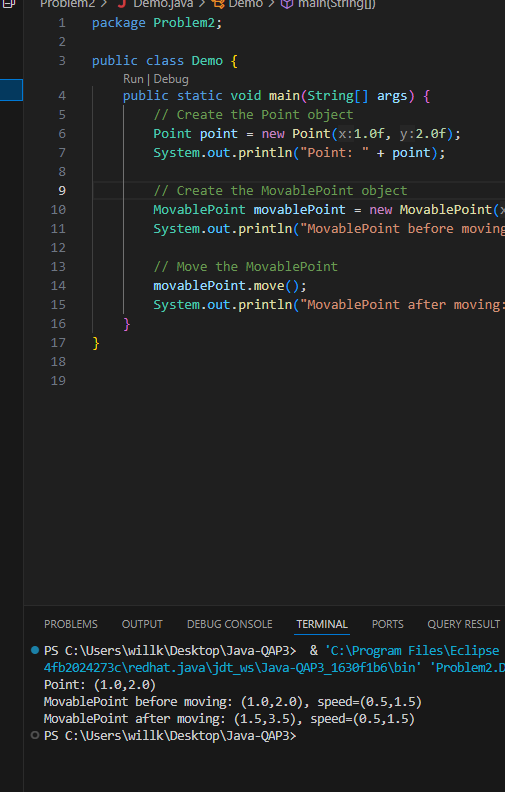 Problem2 > J Demo.java > Demo > main(String[])
1 package Problem2;
2
3 public class Demo {
Run | Debug
4 public static void main(String[] args) {
5 // Create the Point object
6 Point point = new Point(x:1.0f, y:2.0f);
7 System.out.println("Point: " + point);
8
9 // Create the MovablePoint object
10 MovablePoint movablePoint = new MovablePoint(x
11 System.out.println("MovablePoint before moving
12
13 // Move the MovablePoint
14 movablePoint.move();
15 System.out.println("MovablePoint after moving:
16 }
17 }
18
19
PROBLEMS OUTPUT DEBUG CONSOLE TERMINAL PORTS QUERY RESULT
PS C:\Users\willk\Desktop\Java-QAP3> & 'C:\Program Files\Eclipse
4fb2024273c\redhat.java\jdt_ws\Java-QAP3_1630f1b6\bin' 'Problem2.D
Point: (1.0,2.0)
MovablePoint before moving: (1.0,2.0), speed=(0.5,1.5)
MovablePoint after moving: (1.5,3.5), speed=(0.5,1.5)
PS C:\Users\willk\Desktop\Java-QAP3>